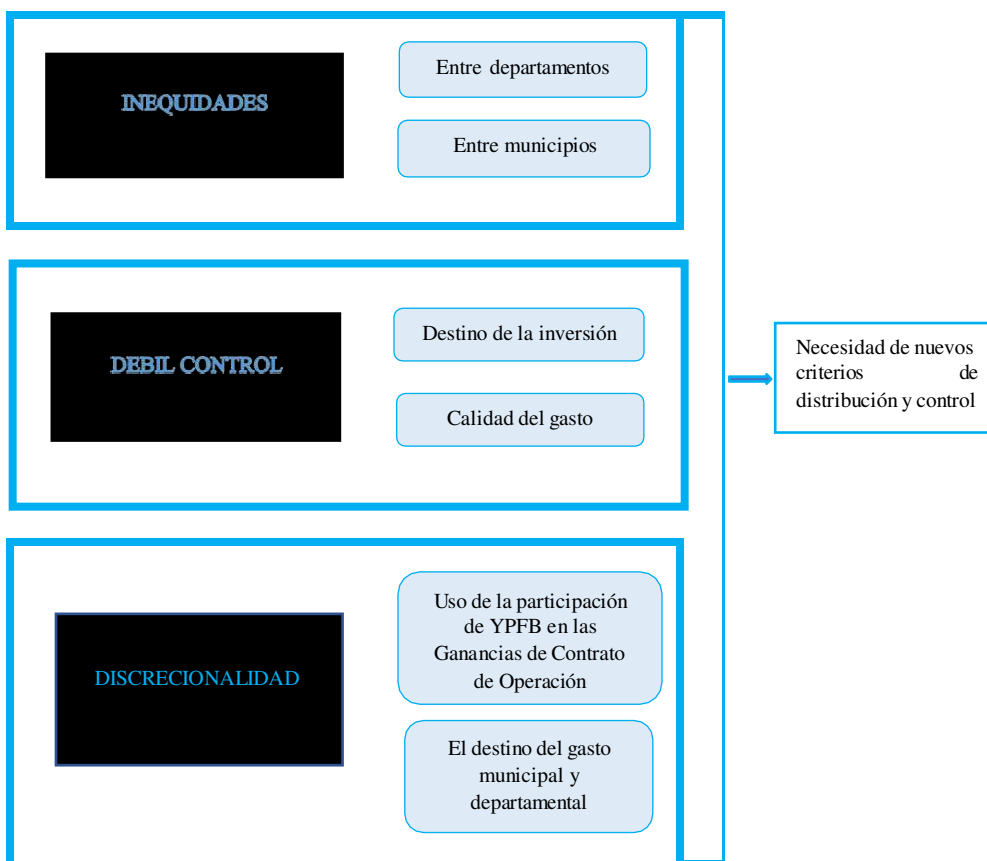 INEQUIDADES
Entre departamentos
Entre municipios
DEBIL CONTROL
Destino de la inversión
Calidad del gasto
DISCRECIONALIDAD
Uso de la participación
de YPFB en las
Ganancias de Contrato
de Operación
El destino del gasto
municipal y
departamental
Necesidad de nuevos
criterios de
distribución y control